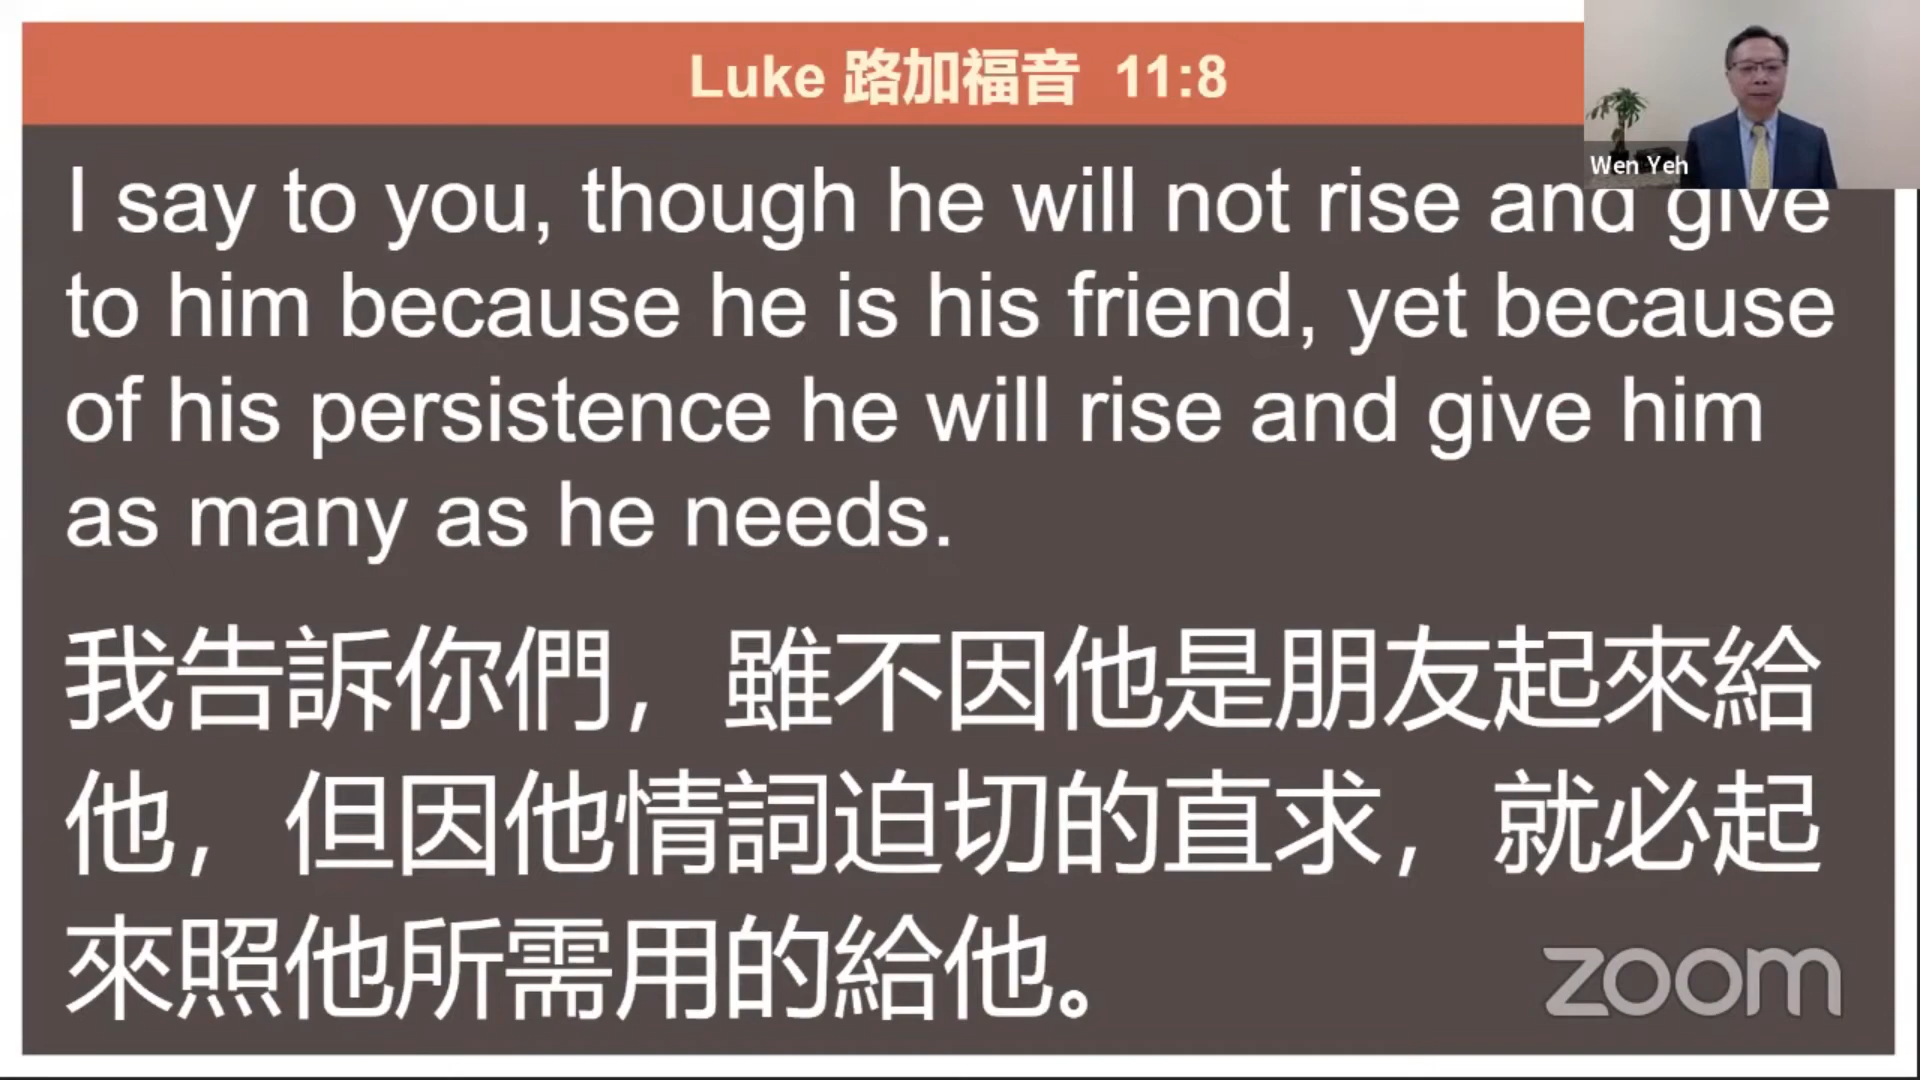 Luke 路加福音 11:8
Wen Yeh
I say to you, though he will not rise and give
to him because he is his friend, yet because
of his persistence he will rise and give him
as many as he needs.
我告訴你們，雖不因他是朋友起來給
他，但因他情詞迫切的直求，就必起
來照他所需用的給他。
zoom